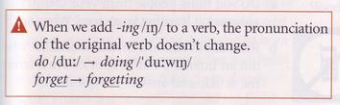 When we add -ing /ɪŋ/ to a verb, the pronunciation
of the original verb doesn't change.
do /duː/ → doing /ˈduːwɪŋ/
forget → forgetting